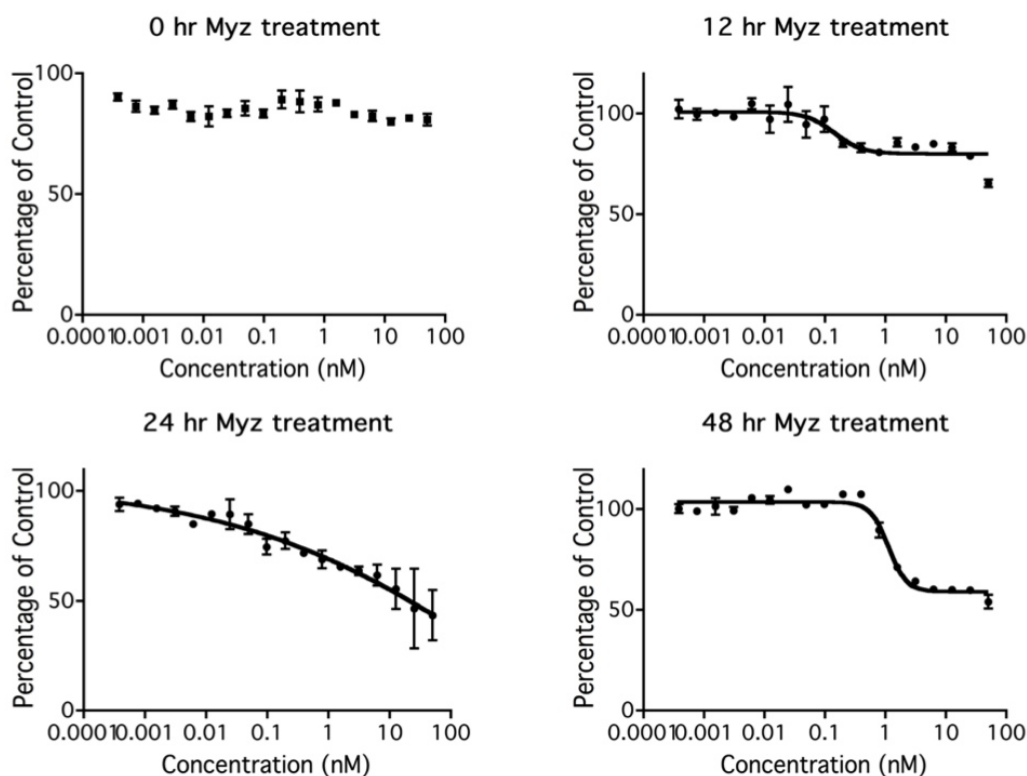 0 hr Myz treatment
Percentage of Control
100
50
0
0.0001 0.001 0.01 0.1 1 10 100
Concentration (nM)
12 hr Myz treatment
Percentage of Control
100
50
0
0.0001 0.001 0.01 0.1 1 10 100
Concentration (nM)
24 hr Myz treatment
Percentage of Control
100
50
0
0.0001 0.001 0.01 0.1 1 10 100
Concentration (nM)
48 hr Myz treatment
Percentage of Control
100
50
0
0.0001 0.001 0.01 0.1 1 10 100
Concentration (nM)